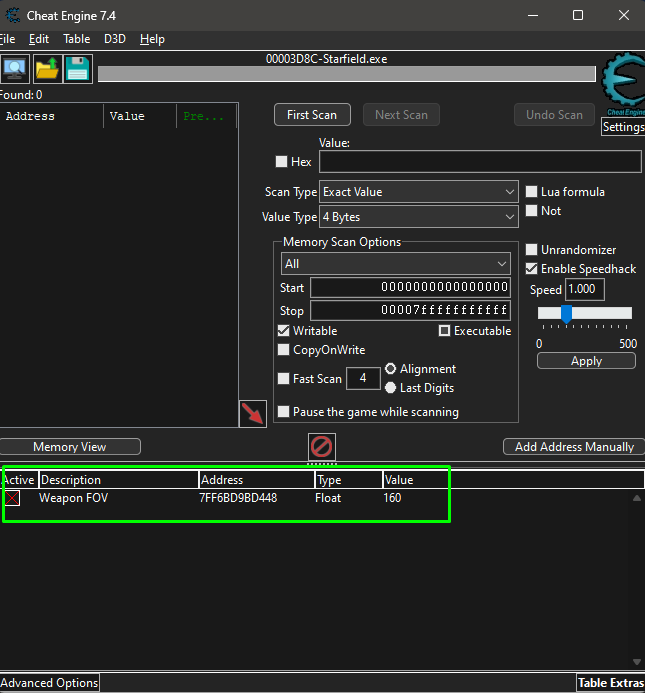 Cheat Engine 7.4
File Edit Table D3D Help
00003D8C-Starfield.exe
Found: 0
Address Value Pre...
First Scan Next Scan Undo Scan
Cheat Engine
Settings
Value:
Hex
Scan Type Exact Value
Lua formula
Value Type 4 Bytes
Not
Memory Scan Options
All
Unrandomizer
Enable Speedhack
Start 0000000000000000
Speed 1.000
Stop 00007fffffffffff
Writable Executable
CopyOnWrite
0 500
Fast Scan 4 Alignment
Last Digits
Apply
Pause the game while scanning
Memory View Add Address Manually
Active Description Address Type Value
Weapon FOV 7FF6BD9BD448 Float 160
Advanced Options Table Extras